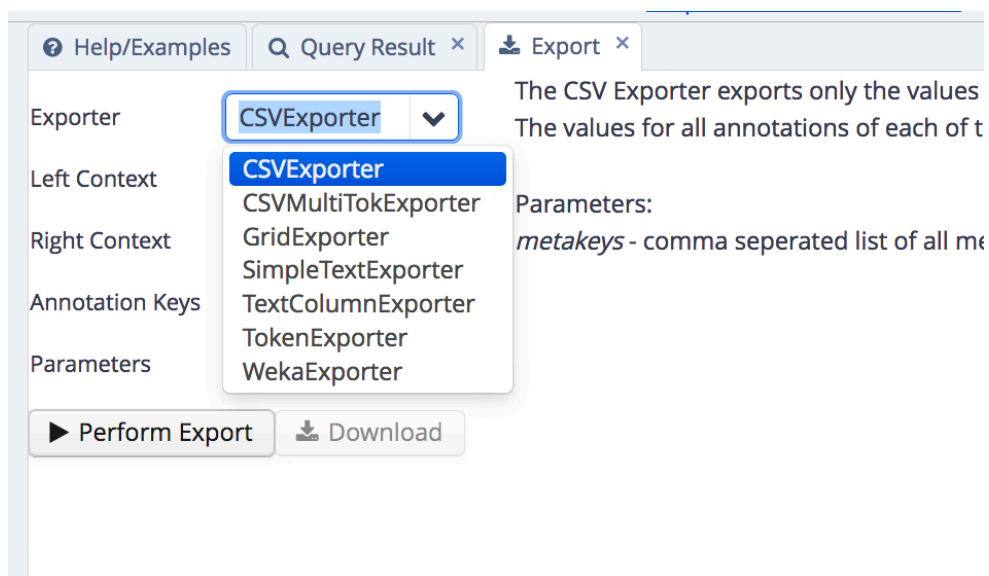 Help/Examples
Query Result ×
Export ×
Exporter
CSVExporter
CSVExporter
CSVMultiTokExporter
GridExporter
SimpleTextExporter
TextColumnExporter
TokenExporter
WekaExporter
Left Context
Right Context
Annotation Keys
Parameters
Perform Export
Download
The CSV Exporter exports only the values
The values for all annotations of each of t
Parameters:
metakeys - comma seperated list of all me